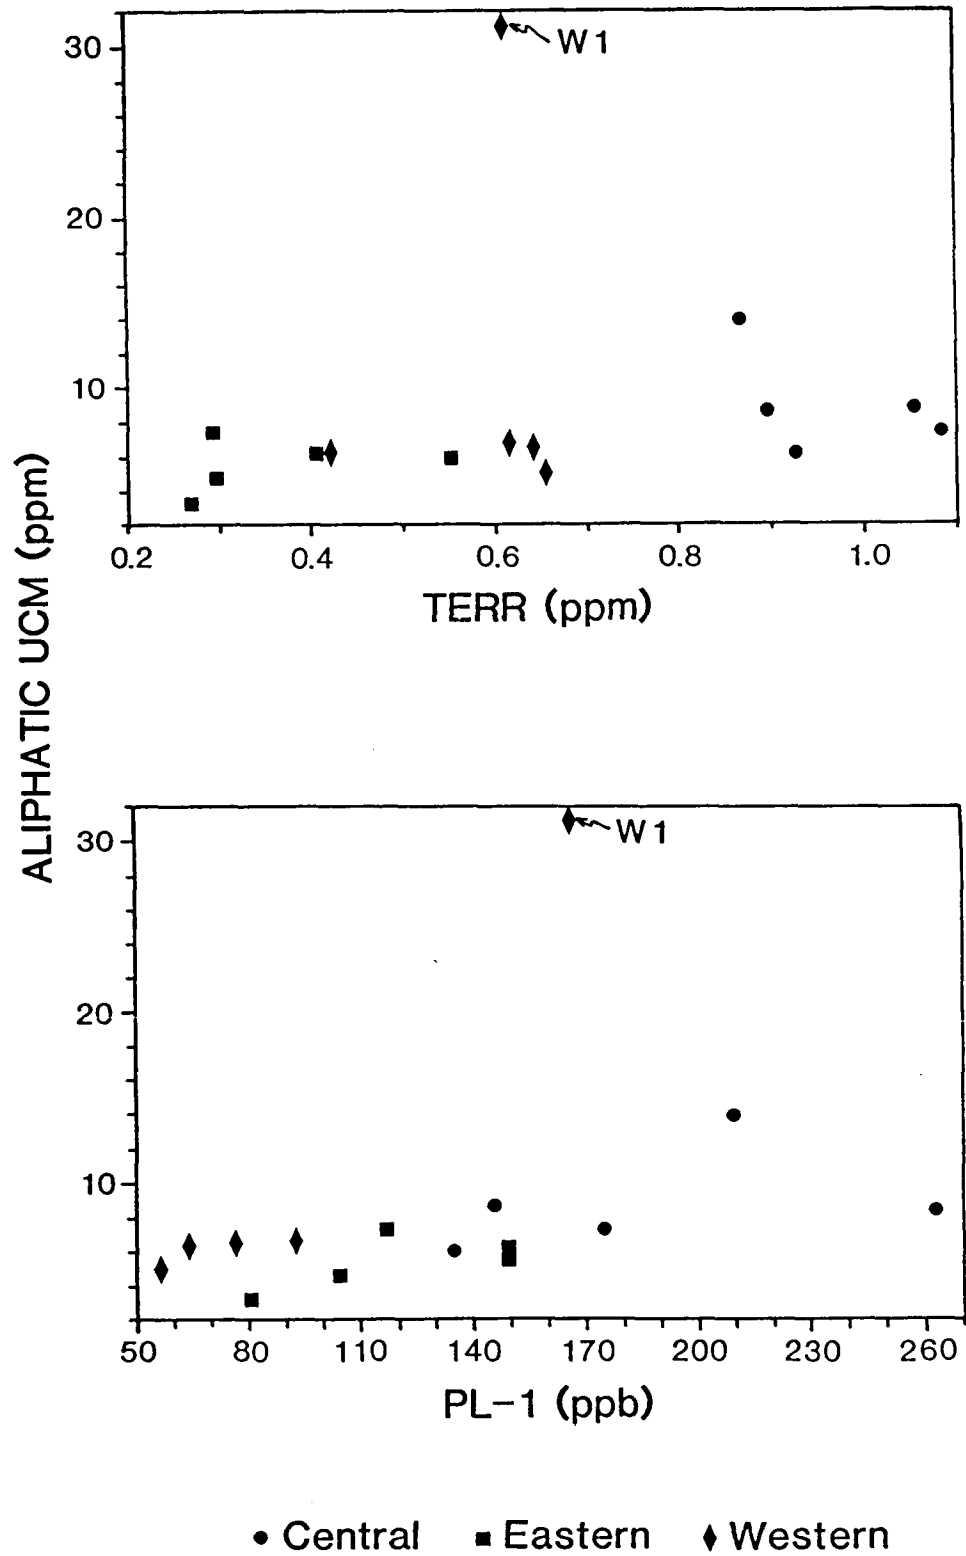 30
W1
20
10
0.2 0.4 0.6 0.8 1.0
TERR (ppm)
ALIPHATIC UCM (ppm)
30
W1
20
10
50 80 110 140 170 200 230 260
PL-1 (ppb)
Central Eastern Western